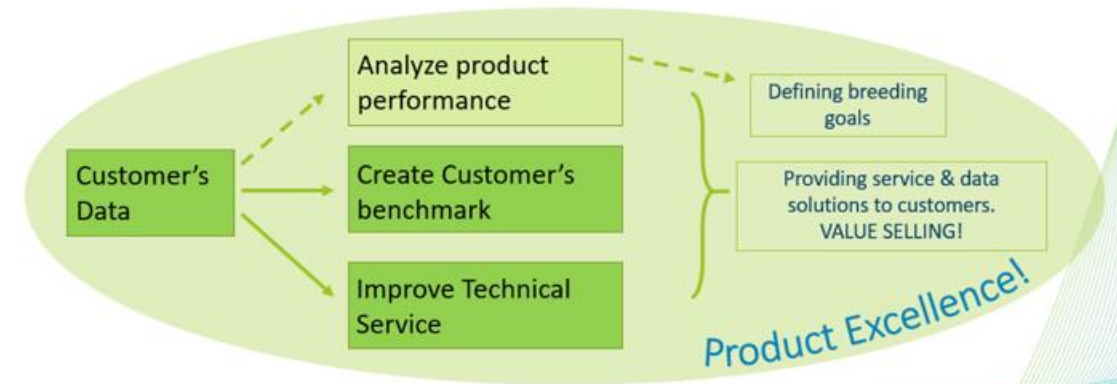 Analyze product
performance
Defining breeding
goals
Customer's
Data
Create Customer's
benchmark
Providing service & data
solutions to customers.
VALUE SELLING!
Improve Technical
Service
Product Excellence!